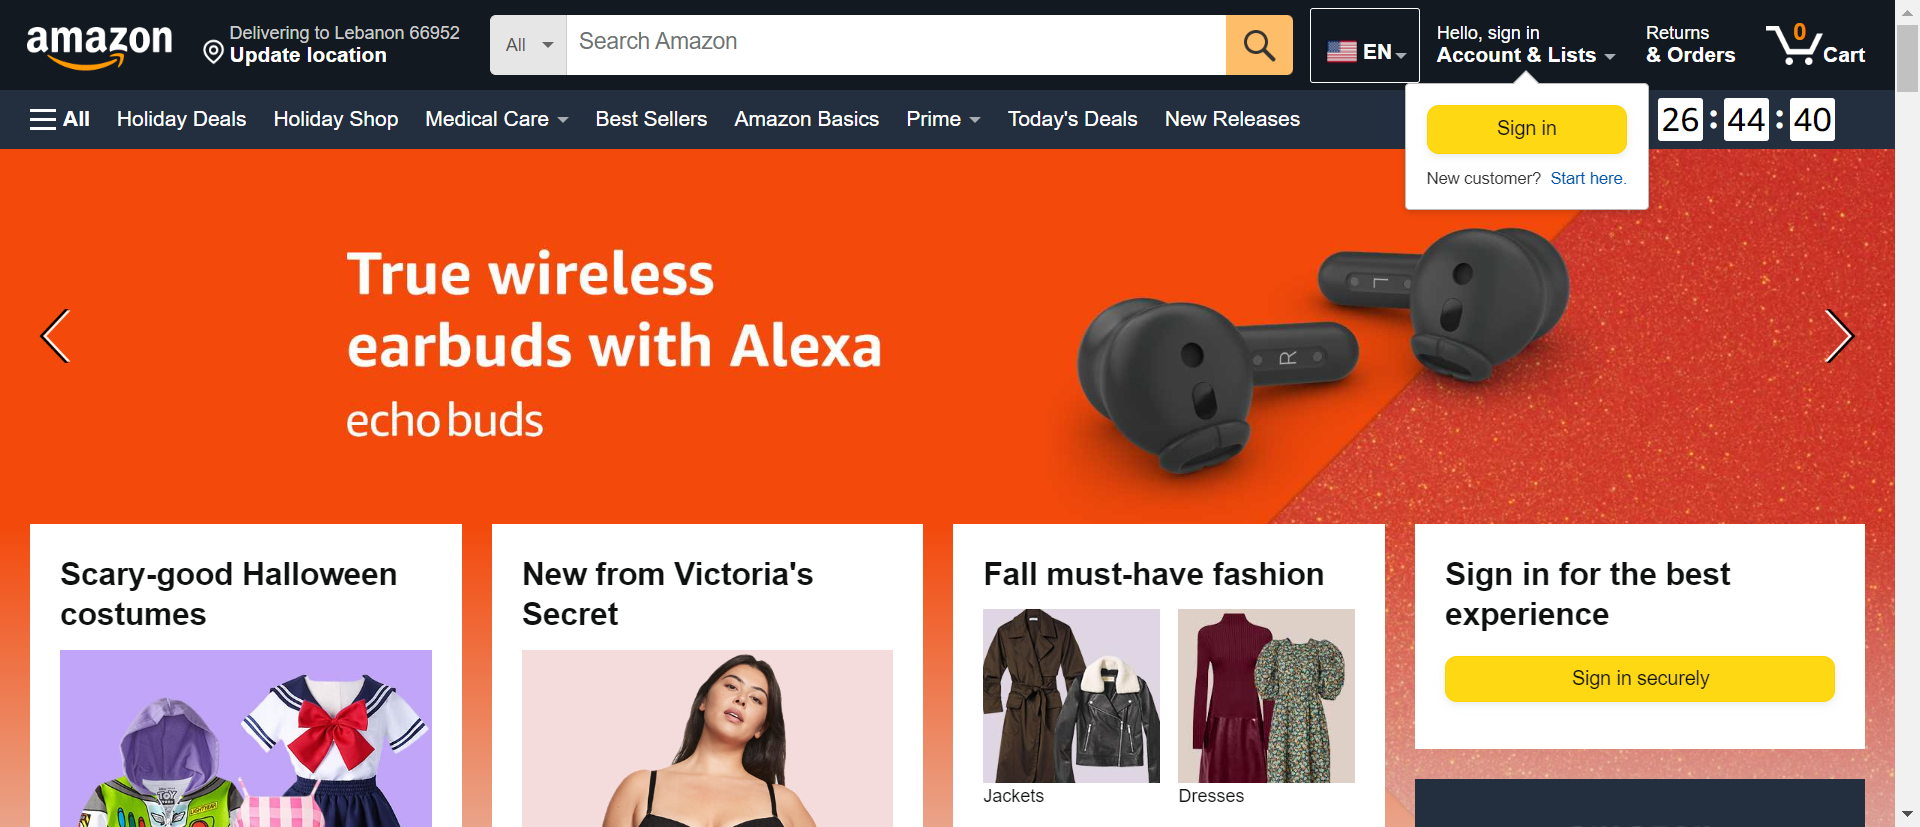 amazon
Delivering to Lebanon 66952
Update location
All
Search Amazon
EN
Hello, sign in
Account & Lists
Returns
& Orders
0
Cart
All
Holiday Deals
Holiday Shop
Medical Care
Best Sellers
Amazon Basics
Prime
Today's Deals
New Releases
26:44:40
Sign in
New customer? Start here.
True wireless
earbuds with Alexa
echo buds
L
R
Scary-good Halloween
costumes
New from Victoria's
Secret
Fall must-have fashion
Jackets
Dresses
Sign in for the best
experience
Sign in securely
TOY
LIGHTYEAR